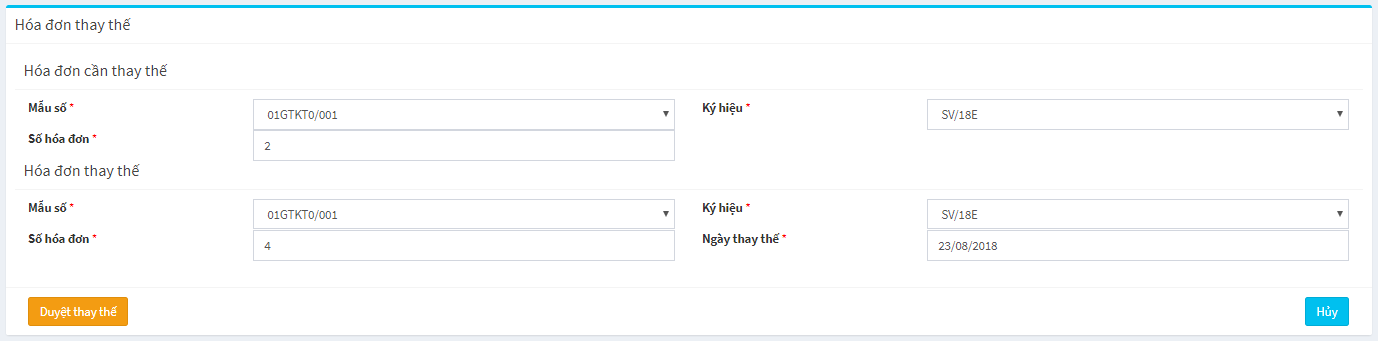 Hóa đơn thay thế
Hóa đơn cần thay thế
Mẫu số * 01GTKT0/001 Ký hiệu * SV/18E
Số hóa đơn * 2
Hóa đơn thay thế
Mẫu số * 01GTKT0/001 Ký hiệu * SV/18E
Số hóa đơn * 4 Ngày thay thế * 23/08/2018
Duyệt thay thế Hủy